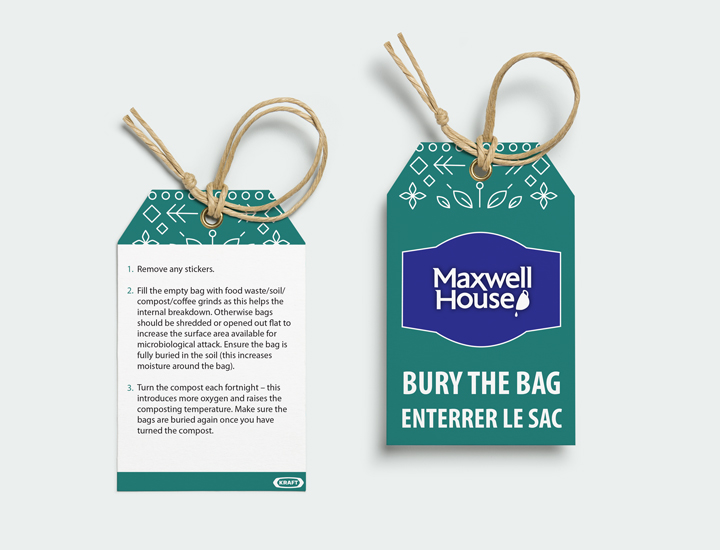 1. Remove any stickers.
2. Fill the empty bag with food waste/soil/
compost/coffee grinds as this helps the
internal breakdown. Otherwise bags
should be shredded or opened out flat to
increase the surface area available for
microbiological attack. Ensure the bag is
fully buried in the soil (this increases
moisture around the bag).
3. Turn the compost each fortnight – this
introduces more oxygen and raises the
composting temperature. Make sure the
bags are buried again once you have
turned the compost.
KRAFT
Maxwell
House
BURY THE BAG
ENTERRER LE SAC